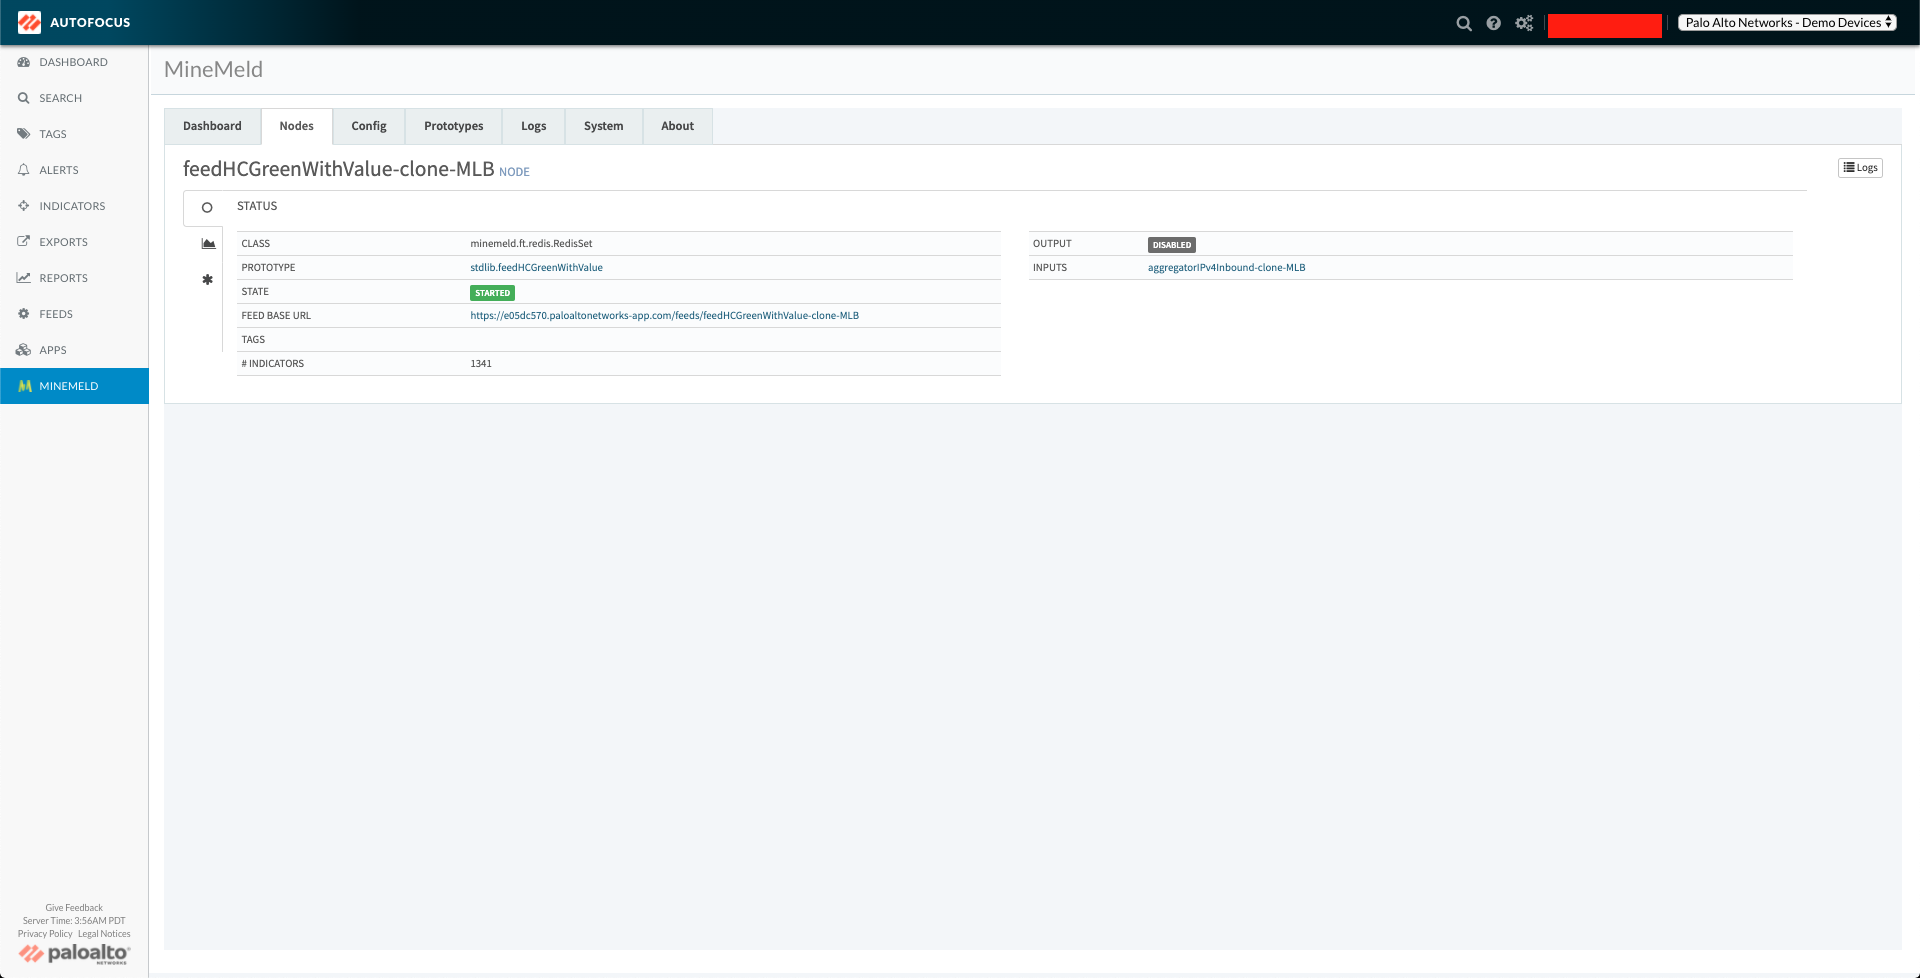 AUTOFOCUS
Palo Alto Networks - Demo Devices
DASHBOARD
SEARCH
TAGS
ALERTS
INDICATORS
EXPORTS
REPORTS
FEEDS
APPS
MINEMELD
MineMeld
Dashboard Nodes Config Prototypes Logs System About
feedHCGreenWithValue-clone-MLB NODE
Logs
STATUS
CLASS minemeld.ft.redis.RedisSet
PROTOTYPE stdlib.feedHCGreenWithValue
STATE STARTED
FEED BASE URL https://e05dc570.paloaltonetworks-app.com/feeds/feedHCGreenWithValue-clone-MLB
TAGS
# INDICATORS 1341
OUTPUT DISABLED
INPUTS aggregatorIPv4Inbound-clone-MLB
Give Feedback
Server Time: 3:56AM PDT
Privacy Policy Legal Notices
paloalto
NETWORKS